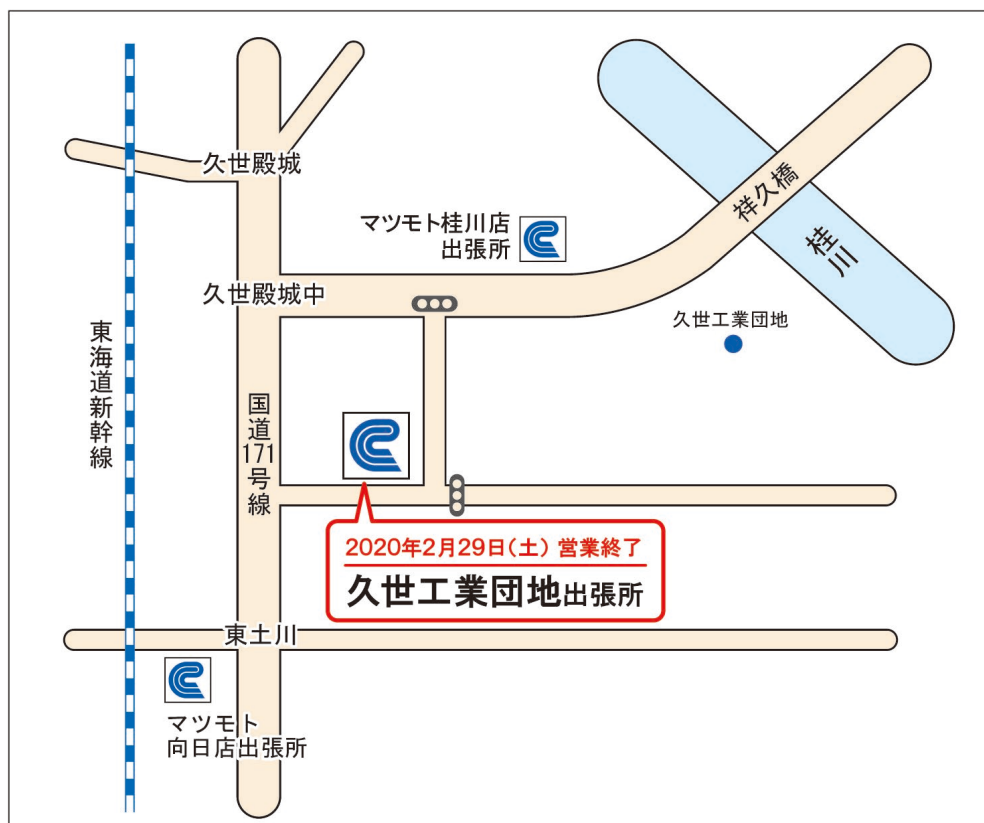 久世殿城
マツモト桂川店
出張所
祥久橋
桂川
久世殿城中
久世工業団地
東海道新幹線
国道171号線
2020年2月29日(土) 営業終了
久世工業団地出張所
東土川
マツモト
向日店出張所